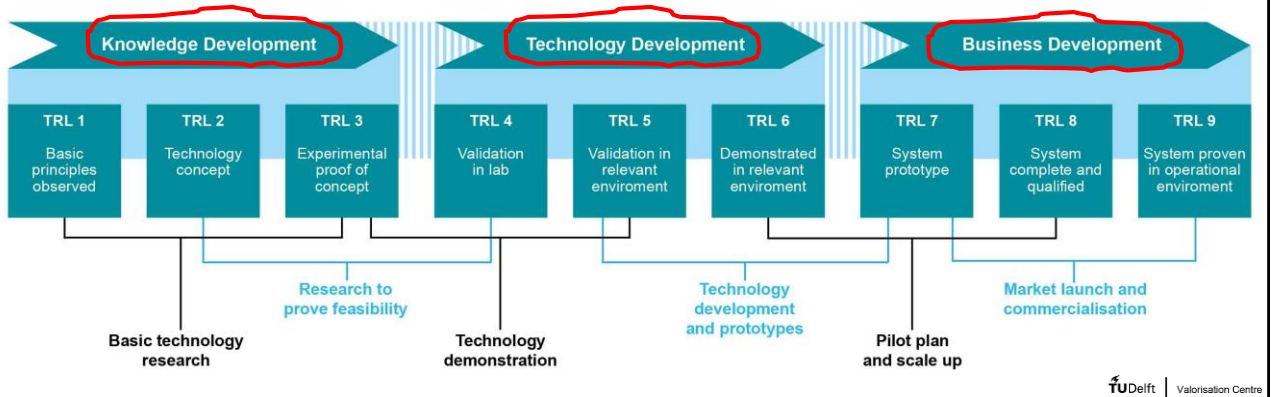 Knowledge Development
Technology Development
Business Development
TRL 1
Basic
principles
observed
TRL 2
Technology
concept
TRL 3
Experimental
proof of
concept
TRL 4
Validation
in lab
TRL 5
Validation in
relevant
enviroment
TRL 6
Demonstrated
in relevant
enviroment
TRL 7
System
prototype
TRL 8
System
complete and
qualified
TRL 9
System proven
in operational
enviroment
Research to
prove feasibility
Technology
development
and prototypes
Market launch and
commercialisation
Basic technology
research
Technology
demonstration
Pilot plan
and scale up
TUDelft | Valorisation Centre